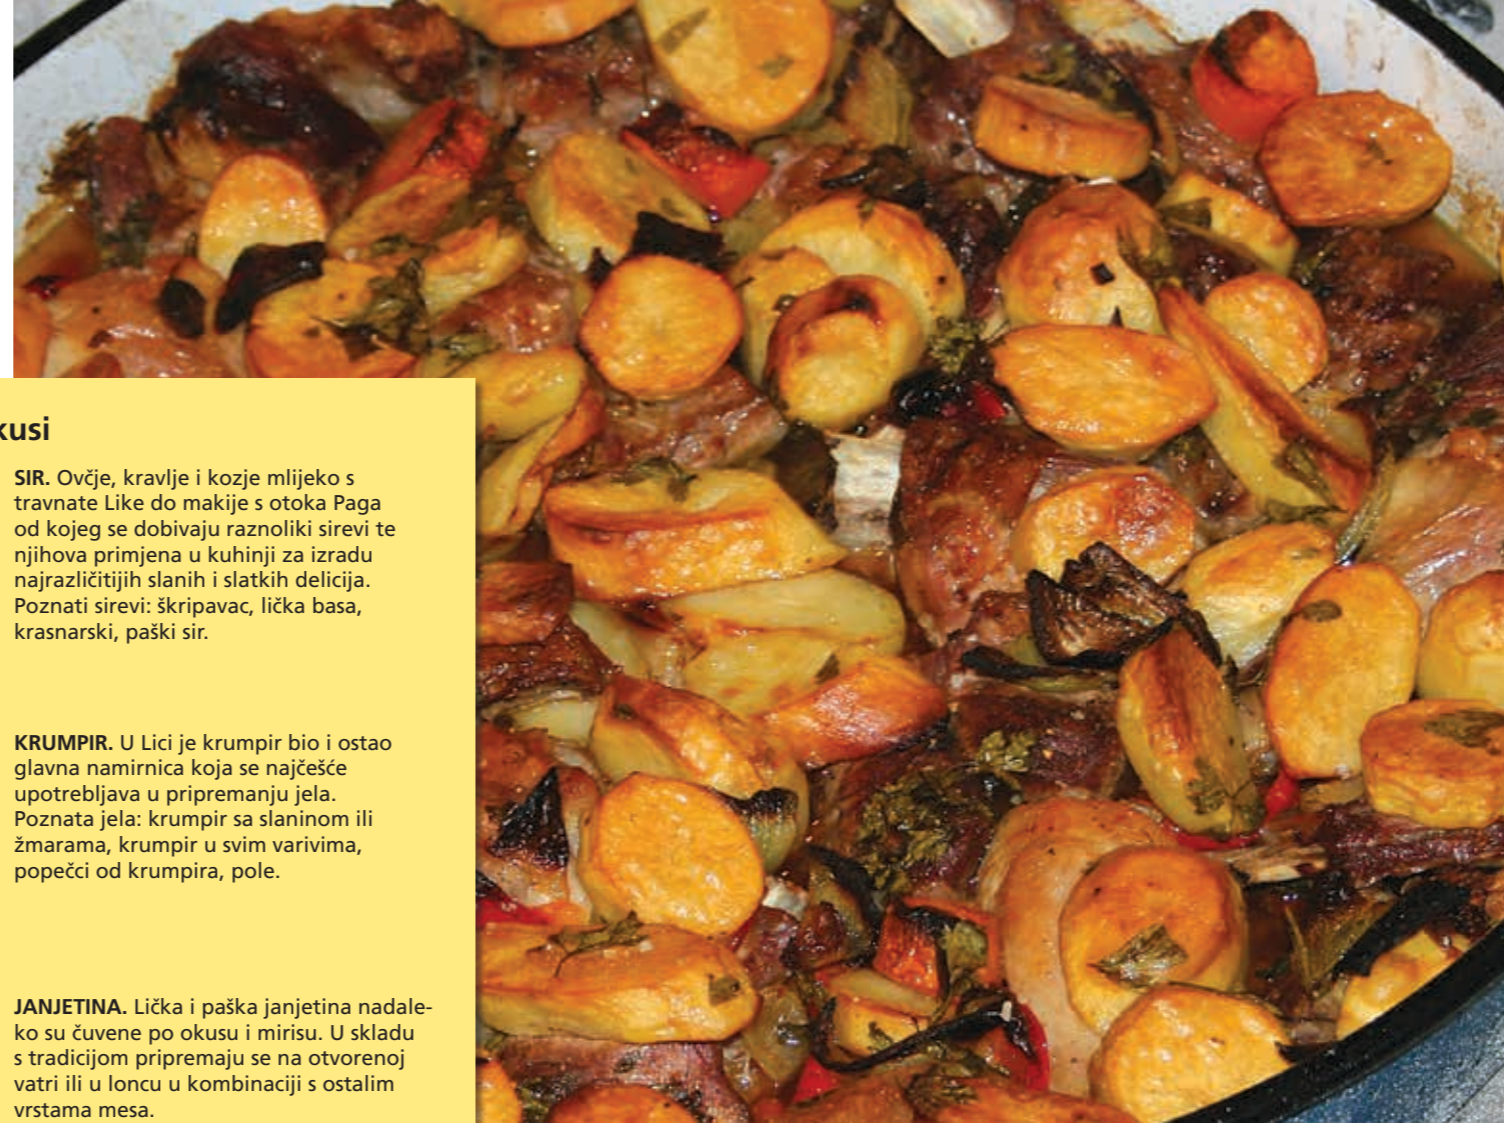 kusi
SIR. Ovčje, kravlje i kozje mlijeko s
travnate Like do makije s otoka Paga
od kojeg se dobivaju raznoliki sirevi te
njihova primjena u kuhinji za izradu
najrazličitijih slanih i slatkih delicija.
Poznati sirevi: škripavac, lička basa,
krasnarski, paški sir.
KRUMPIR. U Lici je krumpir bio i ostao
glavna namirnica koja se najčešće
upotrebljava u pripremanju jela.
Poznata jela: krumpir sa slaninom ili
žmarama, krumpir u svim varivima,
popečci od krumpira, pole.
JANJETINA. Lička i paška janjetina nadale-
ko su čuvene po okusu i mirisu. U skladu
s tradicijom pripremaju se na otvorenoj
vatri ili u loncu u kombinaciji s ostalim
vrstama mesa.